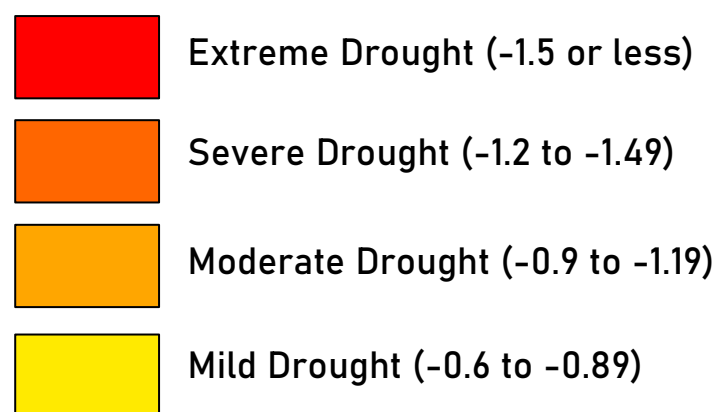 Extreme Drought (-1.5 or less)
Severe Drought (-1.2 to -1.49)
Moderate Drought (-0.9 to -1.19)
Mild Drought (-0.6 to -0.89)